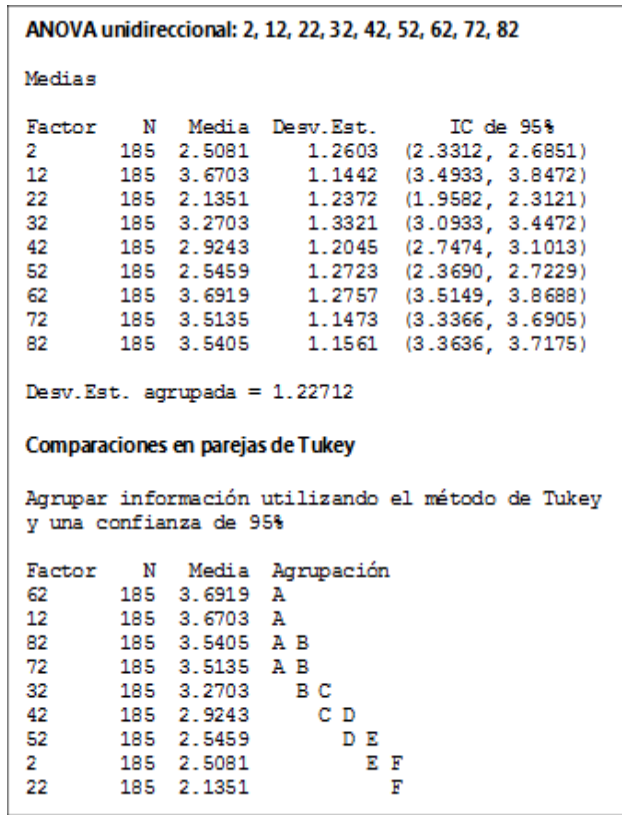 ANOVA unidireccional: 2, 12, 22, 32, 42, 52, 62, 72, 82
Medias
Factor N Media Desv.Est. IC de 95%
2 185 2.5081 1.2603 (2.3312, 2.6851)
12 185 3.6703 1.1442 (3.4933, 3.8472)
22 185 2.1351 1.2372 (1.9582, 2.3121)
32 185 3.2703 1.3321 (3.0933, 3.4472)
42 185 2.9243 1.2045 (2.7474, 3.1013)
52 185 2.5459 1.2723 (2.3690, 2.7229)
62 185 3.6919 1.2757 (3.5149, 3.8688)
72 185 3.5135 1.1473 (3.3366, 3.6905)
82 185 3.5405 1.1561 (3.3636, 3.7175)
Desv.Est. agrupada = 1.22712
Comparaciones en parejas de Tukey
Agrupar información utilizando el método de Tukey
y una confianza de 95%
Factor N Media Agrupación
62 185 3.6919 A
12 185 3.6703 A
82 185 3.5405 A B
72 185 3.5135 A B
32 185 3.2703 B C
42 185 2.9243 C D
52 185 2.5459 D E
2 185 2.5081 E F
22 185 2.1351 F